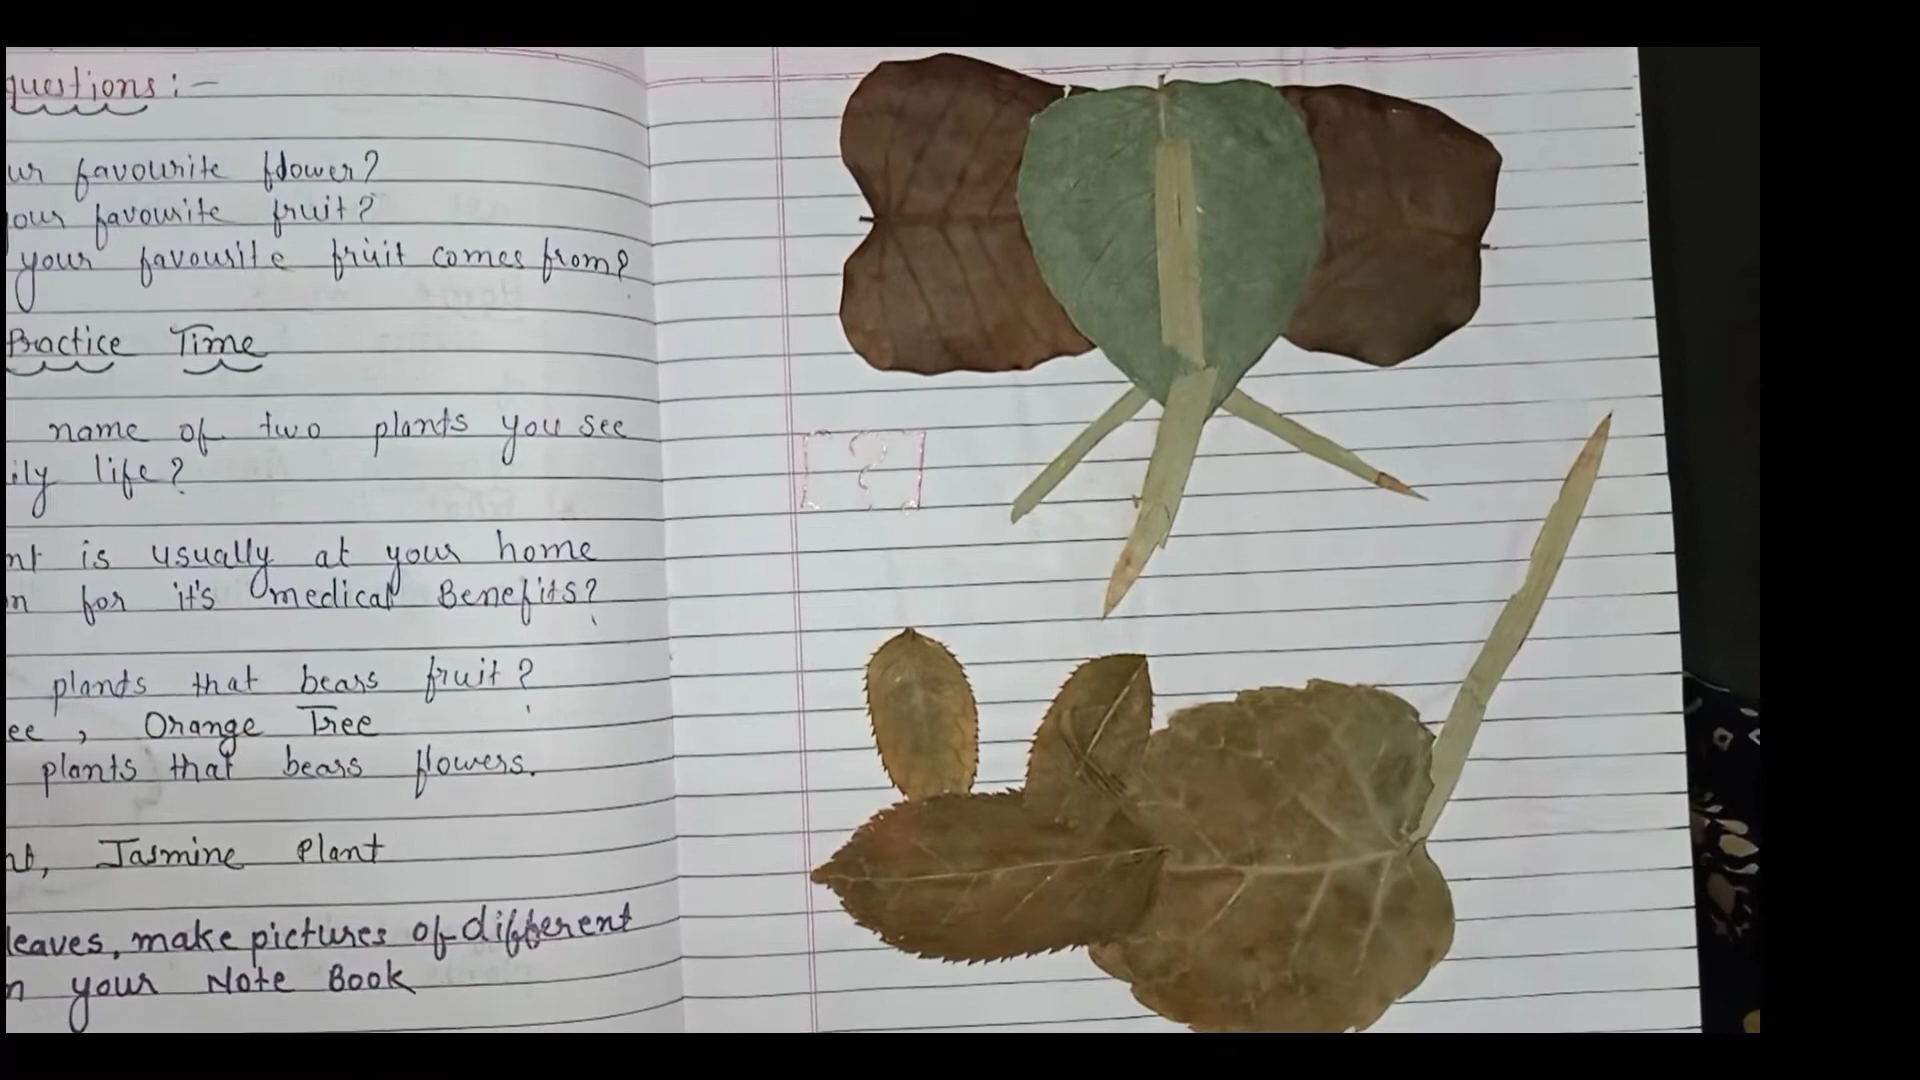 questions:-
ur favourite flower?
our favourite fruit?
your favourite fruit comes from?
Practice Time
name of two plants you see
ily life?
nt is usually at your home
n for it's medical Benefits?
plants that bears fruit?
ee, Orange Tree
plants that bears flowers.
Jasmine Plant
leaves, make pictures of different
n your Note Book
?